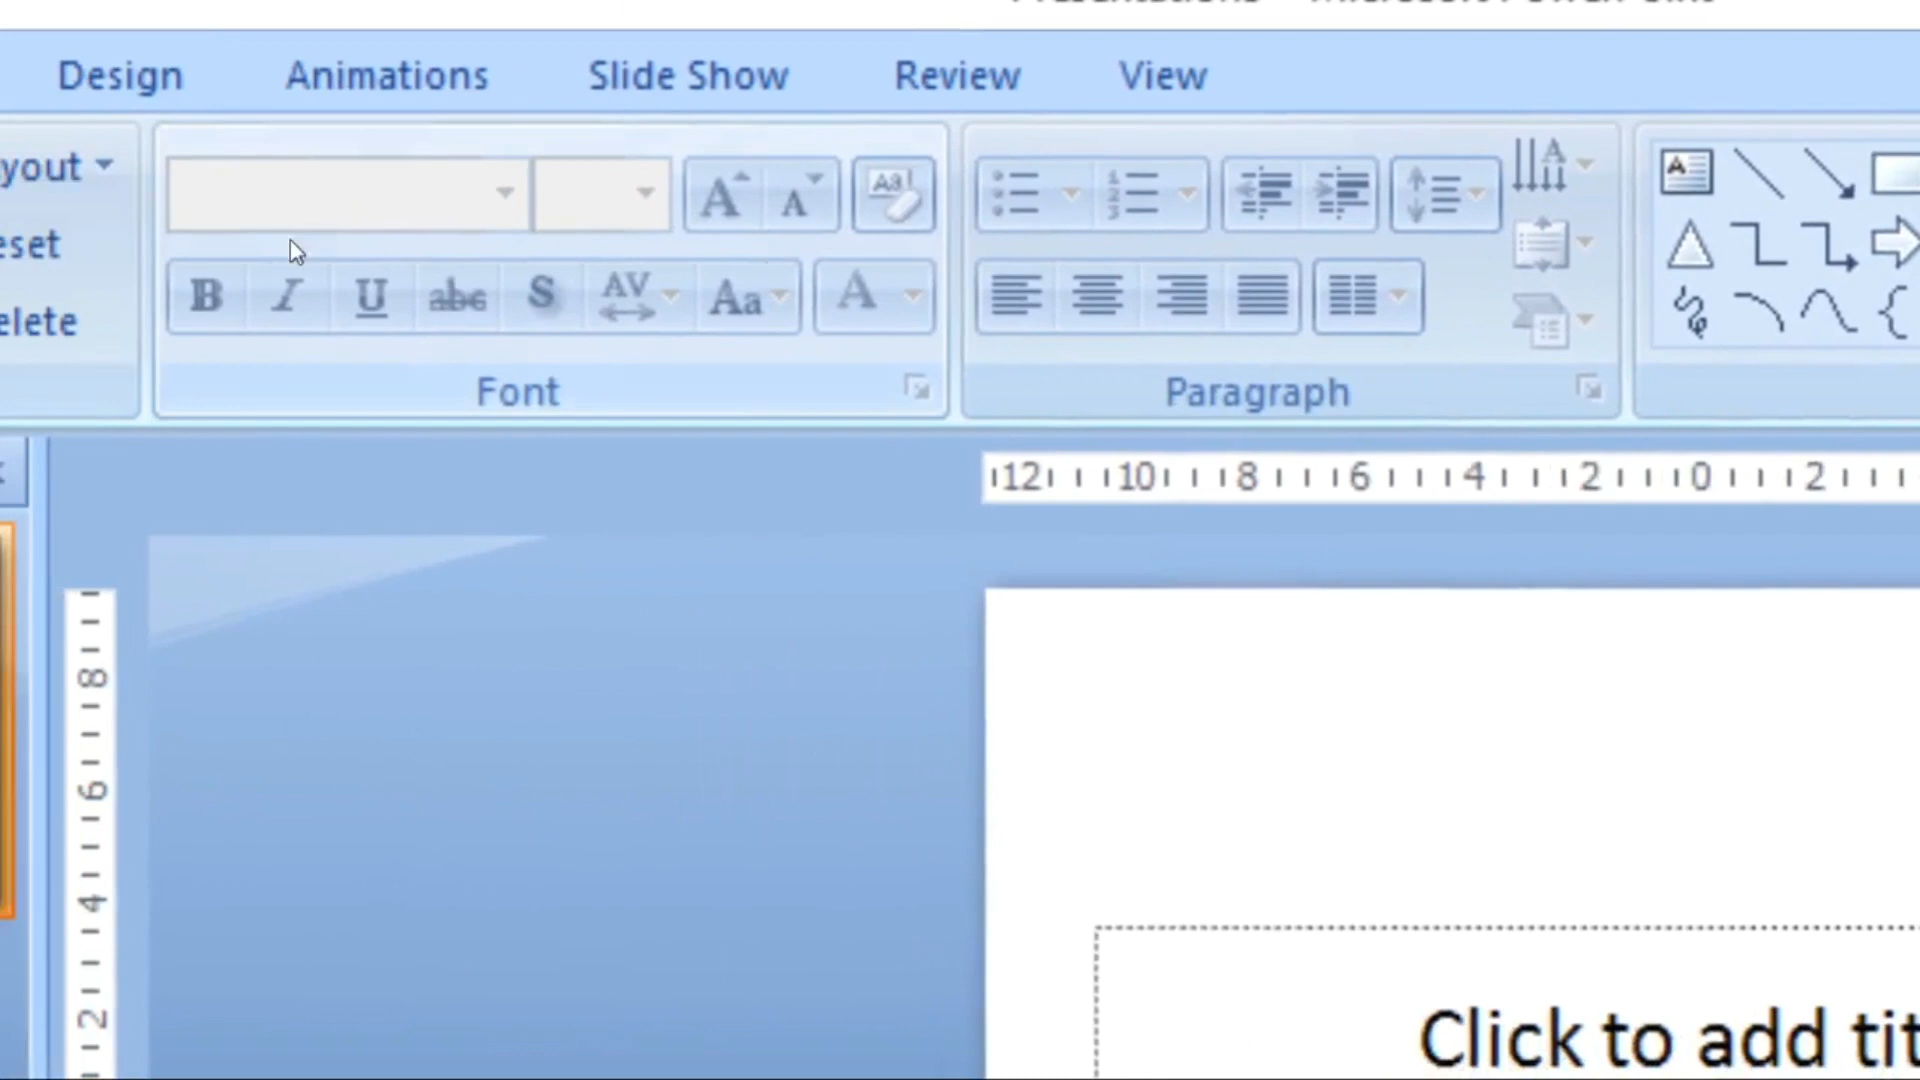 Design Animations Slide Show Review View
yout
eset
elete
B I U abc S AV Aa A
Font Paragraph
12 10 8 6 4 2 0 2
8
6
4
2
Click to add tit